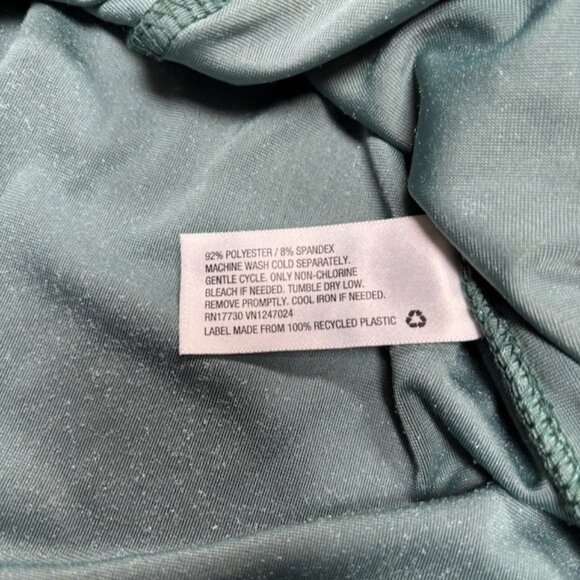 92% POLYESTER / 8% SPANDEX
MACHINE WASH COLD SEPARATELY.
GENTLE CYCLE. ONLY NON-CHLORINE
BLEACH IF NEEDED. TUMBLE DRY LOW.
REMOVE PROMPTLY. COOL IRON IF NEEDED.
RN17730 VN1247024
LABEL MADE FROM 100% RECYCLED PLASTIC